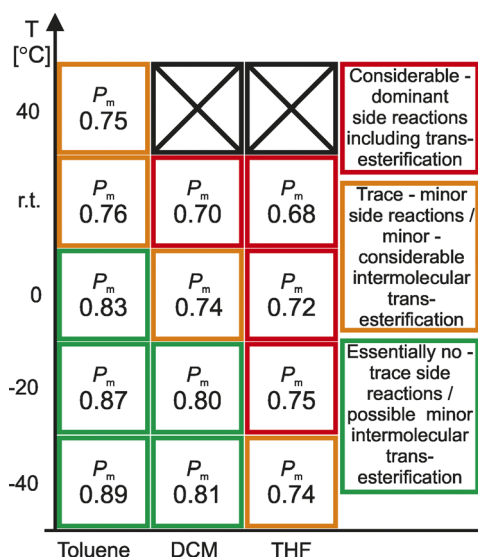 T
[°C]
40
Pm
0.75
Considerable -
dominant
side reactions
including trans-
esterification
r.t.
Pm
0.76
Pm
0.70
Pm
0.68
Trace - minor
side reactions /
minor -
considerable
intermolecular
trans-
esterification
0
Pm
0.83
Pm
0.74
Pm
0.72
-20
Pm
0.87
Pm
0.80
Pm
0.75
Essentially no -
trace side
reactions /
possible minor
intermolecular
trans-
esterification
-40
Pm
0.89
Pm
0.81
Pm
0.74
Toluene DCM THF